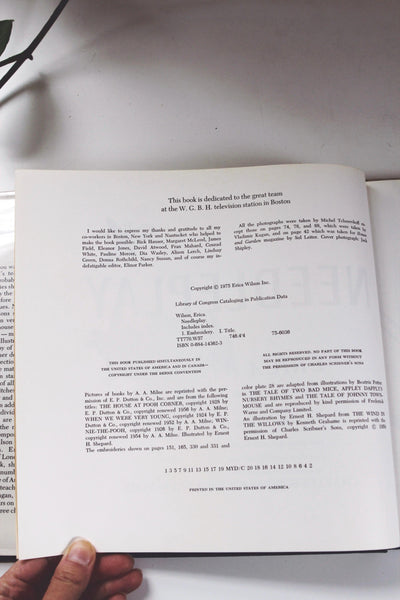 This book is dedicated to the great team
at the W. G. B. H. television station in Boston
I would like to express my thanks and gratitude to all my
co-workers in Boston, New York and Nantucket who helped to
make the book possible: Rick Hauser, Margaret McLeod, James
Field, Eleanor Jones, David Atwood, Fran Mahard, Conrad
White, Pauline Mercer, Dia Wasley, Alison Leech, Lindsay
Green, Donna Rothchild, Nancy Sussan, and of course my in-
defatigable editor, Elinor Parker.
All the photographs were taken by Michel Tcherevkoff ex-
cept those on pages 74, 76, and 88, which were taken by
Vladimir Kagan, and on page 42 which was taken for House
and Garden magazine by Sol Leiter. Cover photograph:
Shipley.
Copyright © 1975 Erica Wilson Inc.
Library of Congress Cataloging in Publication Data
Wilson, Erica.
Needleplay.
Includes index.
1. Embroidery. I. Title.
TT770.W57 746.4'4 75-6038
ISBN 0-684-14362-3
THIS BOOK PUBLISHED SIMULTANEOUSLY IN
THE UNITED STATES OF AMERICA AND IN CANADA—
COPYRIGHT UNDER THE BERNE CONVENTION
ALL RIGHTS RESERVED. NO PART OF THIS BOOK
MAY BE REPRODUCED IN ANY FORM WITHOUT
THE PERMISSION OF CHARLES SCRIBNER'S SONS.
Pictures of books by A. A. Milne are reprinted with the per-
mission of E. P. Dutton & Co., Inc. and are from the following
titles: THE HOUSE AT POOH CORNER, copyright 1928 by
E. P. Dutton & Co., copyright renewed 1956 by A. A. Milne;
WHEN WE WERE VERY YOUNG, copyright 1924 by E. P.
Dutton & Co., copyright renewed 1952 by A. A. Milne; WIN-
NIE-THE-POOH, copyright 1926 by E. P. Dutton & Co.,
copyright renewed 1954 by A. A. Milne. Illustrated by Ernest
H. Shepard.
The embroideries shown on pages 151, 165, 330 and 331 and
color plate 28 are adapted from illustrations by Beatrix Potter
in THE TALE OF TWO BAD MICE, APPLEY DAPPLY'S
NURSERY RHYMES and THE TALE OF JOHNNY TOWN-
MOUSE and are reproduced by kind permission of Frederick
Warne and Company Limited.
An illustration by Ernest H. Shepard from THE WIND IN
THE WILLOWS by Kenneth Grahame is reprinted with the
permission of Charles Scribner's Sons, copyright ©
Ernest H. Shepard.
1 3 5 7 9 11 13 15 17 19 MYD/C 20 18 16 14 12 10 8 6 4 2
PRINTED IN THE UNITED STATES OF AMERICA